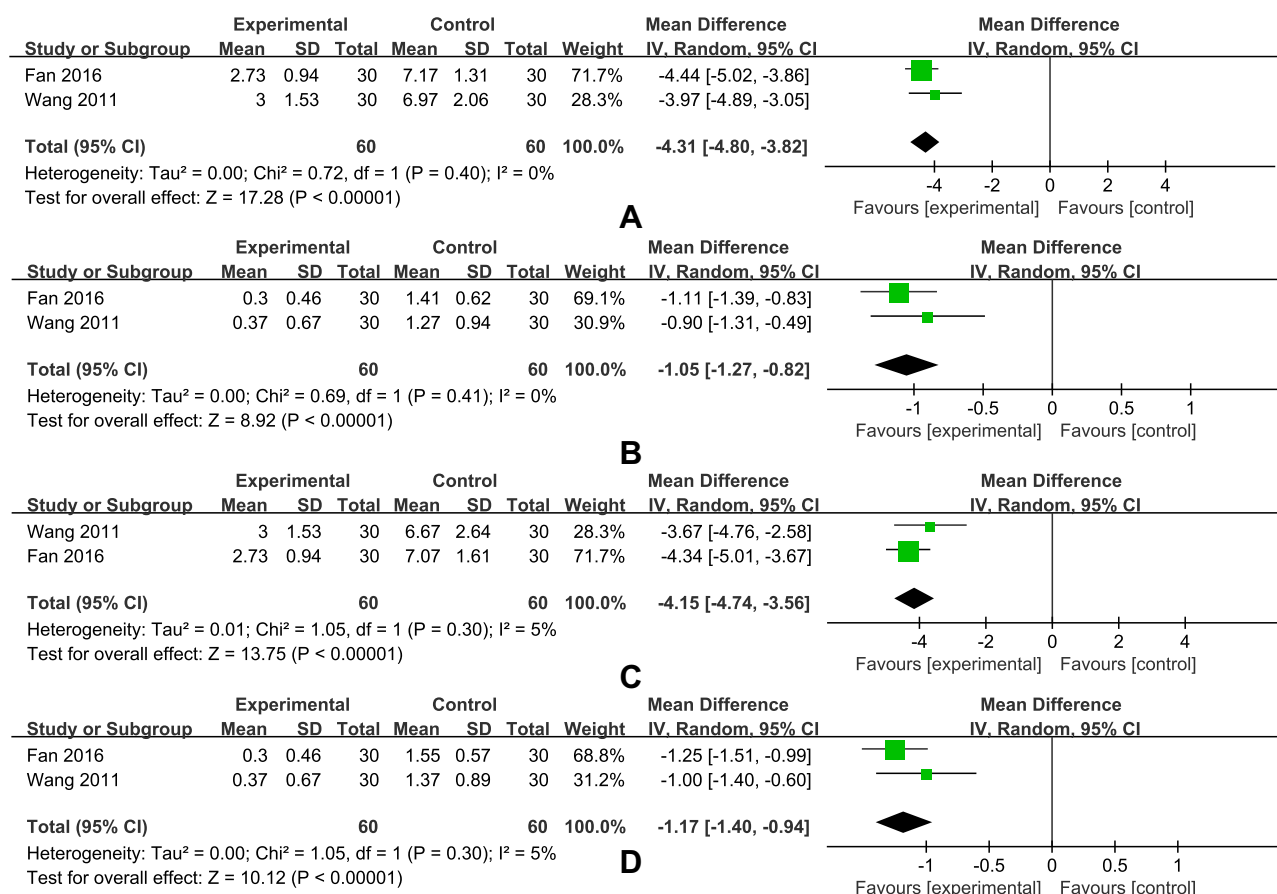 Experimental Control Mean Difference Mean Difference
Study or Subgroup Mean SD Total Mean SD Total Weight IV, Random, 95% CI IV, Random, 95% CI
Fan 2016 2.73 0.94 30 7.17 1.31 30 71.7% -4.44 [-5.02, -3.86]
Wang 2011 3 1.53 30 6.97 2.06 30 28.3% -3.97 [-4.89, -3.05]
Total (95% CI) 60 60 100.0% -4.31 [-4.80, -3.82]
Heterogeneity: Tau² = 0.00; Chi² = 0.72, df = 1 (P = 0.40); I² = 0%
Test for overall effect: Z = 17.28 (P < 0.00001)
-4 -2 0 2 4
Favours [experimental] Favours [control]
A
Experimental Control Mean Difference Mean Difference
Study or Subgroup Mean SD Total Mean SD Total Weight IV, Random, 95% CI IV, Random, 95% CI
Fan 2016 0.3 0.46 30 1.41 0.62 30 69.1% -1.11 [-1.39, -0.83]
Wang 2011 0.37 0.67 30 1.27 0.94 30 30.9% -0.90 [-1.31, -0.49]
Total (95% CI) 60 60 100.0% -1.05 [-1.27, -0.82]
Heterogeneity: Tau² = 0.00; Chi² = 0.69, df = 1 (P = 0.41); I² = 0%
Test for overall effect: Z = 8.92 (P < 0.00001)
-1 -0.5 0 0.5 1
Favours [experimental] Favours [control]
B
Experimental Control Mean Difference Mean Difference
Study or Subgroup Mean SD Total Mean SD Total Weight IV, Random, 95% CI IV, Random, 95% CI
Wang 2011 3 1.53 30 6.67 2.64 30 28.3% -3.67 [-4.76, -2.58]
Fan 2016 2.73 0.94 30 7.07 1.61 30 71.7% -4.34 [-5.01, -3.67]
Total (95% CI) 60 60 100.0% -4.15 [-4.74, -3.56]
Heterogeneity: Tau² = 0.01; Chi² = 1.05, df = 1 (P = 0.30); I² = 5%
Test for overall effect: Z = 13.75 (P < 0.00001)
-4 -2 0 2 4
Favours [experimental] Favours [control]
C
Experimental Control Mean Difference Mean Difference
Study or Subgroup Mean SD Total Mean SD Total Weight IV, Random, 95% CI IV, Random, 95% CI
Fan 2016 0.3 0.46 30 1.55 0.57 30 68.8% -1.25 [-1.51, -0.99]
Wang 2011 0.37 0.67 30 1.37 0.89 30 31.2% -1.00 [-1.40, -0.60]
Total (95% CI) 60 60 100.0% -1.17 [-1.40, -0.94]
Heterogeneity: Tau² = 0.00; Chi² = 1.05, df = 1 (P = 0.30); I² = 5%
Test for overall effect: Z = 10.12 (P < 0.00001)
-1 -0.5 0 0.5 1
Favours [experimental] Favours [control]
D